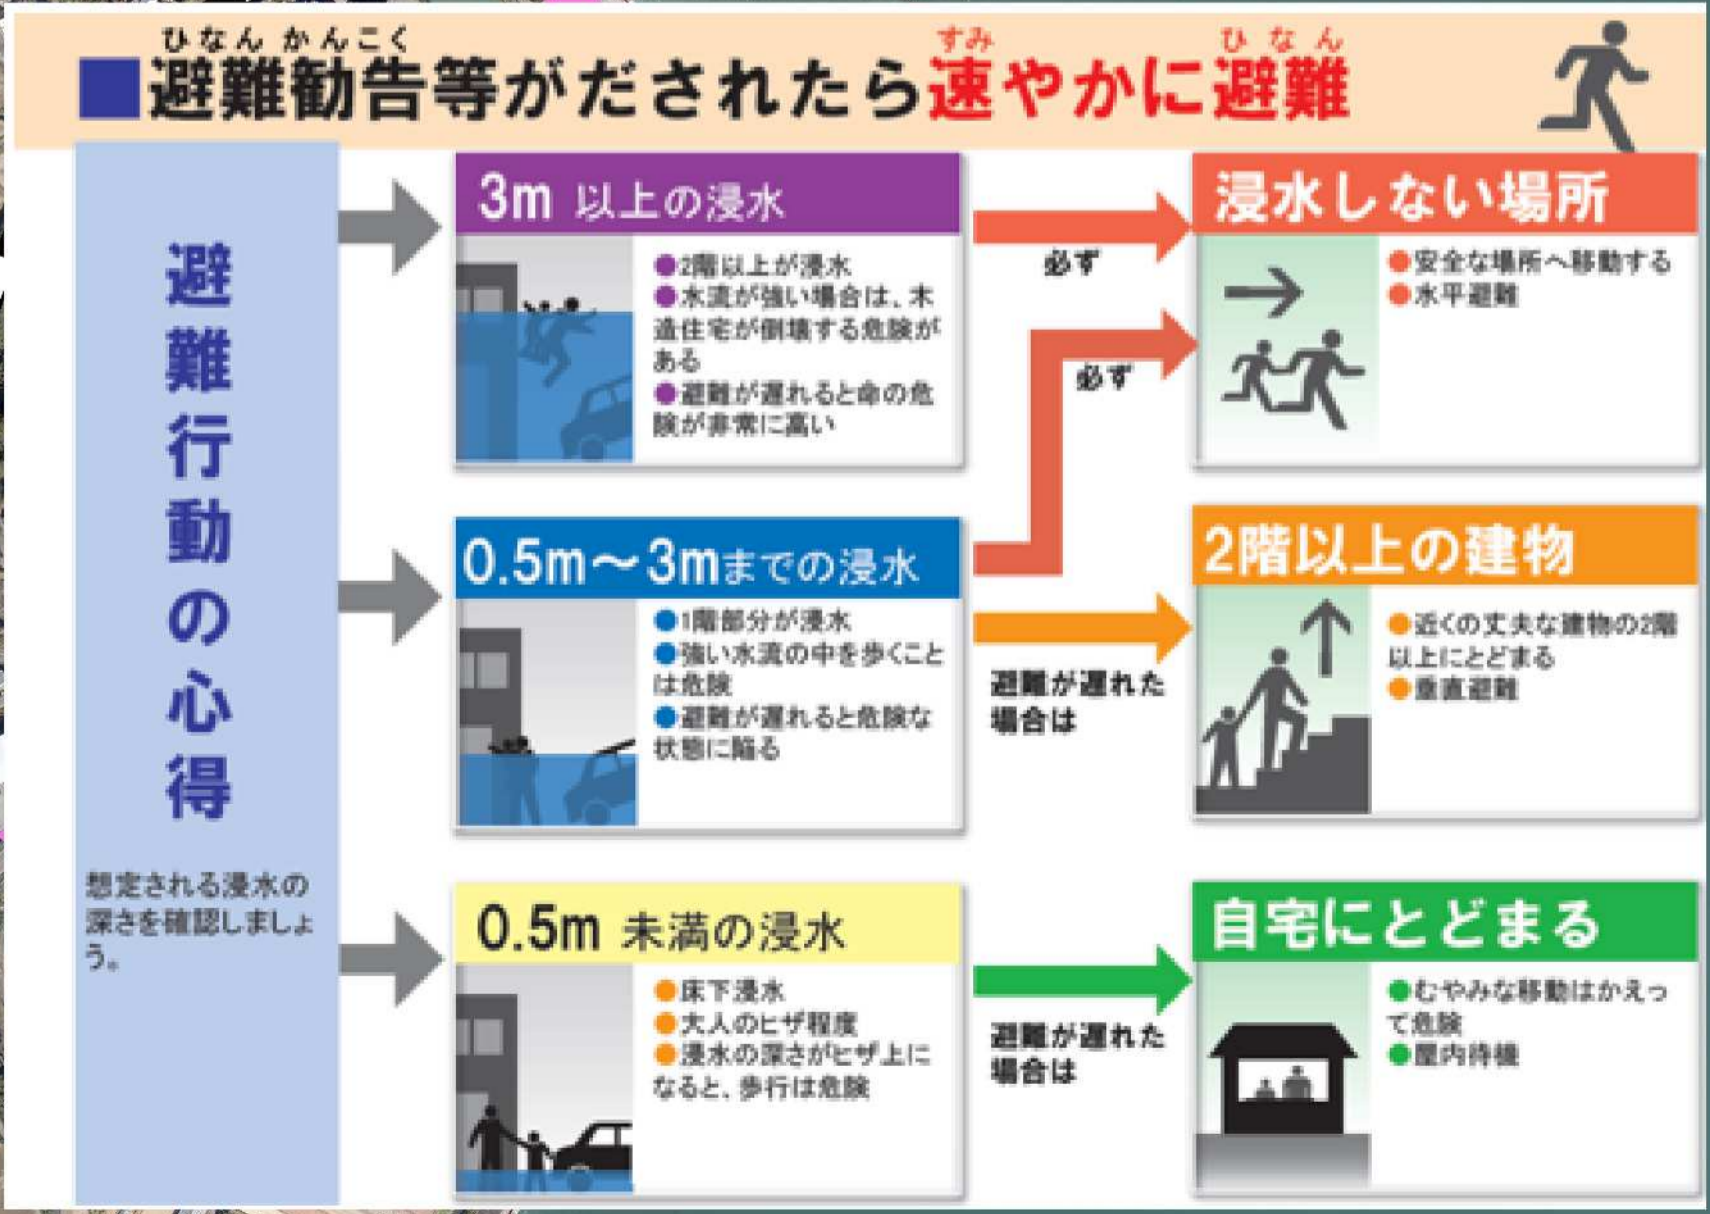 ひなん かんこく すみ ひなん
■避難勧告等がだされたら速やかに避難
避難行動の心得
想定される浸水の
深さを確認しましょ
う。
3m 以上の浸水
●2階以上が浸水
●水流が強い場合は、木
造住宅が倒壊する危険が
ある
●避難が遅れると命の危
険が非常に高い
必ず
浸水しない場所
●安全な場所へ移動する
●水平避難
0.5m～3mまでの浸水
●1階部分が浸水
●強い水流の中を歩くこと
は危険
●避難が遅れると危険な
状態に陥る
必ず
避難が遅れた
場合は
2階以上の建物
●近くの丈夫な建物の2階
以上にとどまる
●垂直避難
0.5m 未満の浸水
●床下浸水
●大人のヒザ程度
●浸水の深さがヒザ上に
なると、歩行は危険
避難が遅れた
場合は
自宅にとどまる
●むやみな移動はかえっ
て危険
●屋内待機